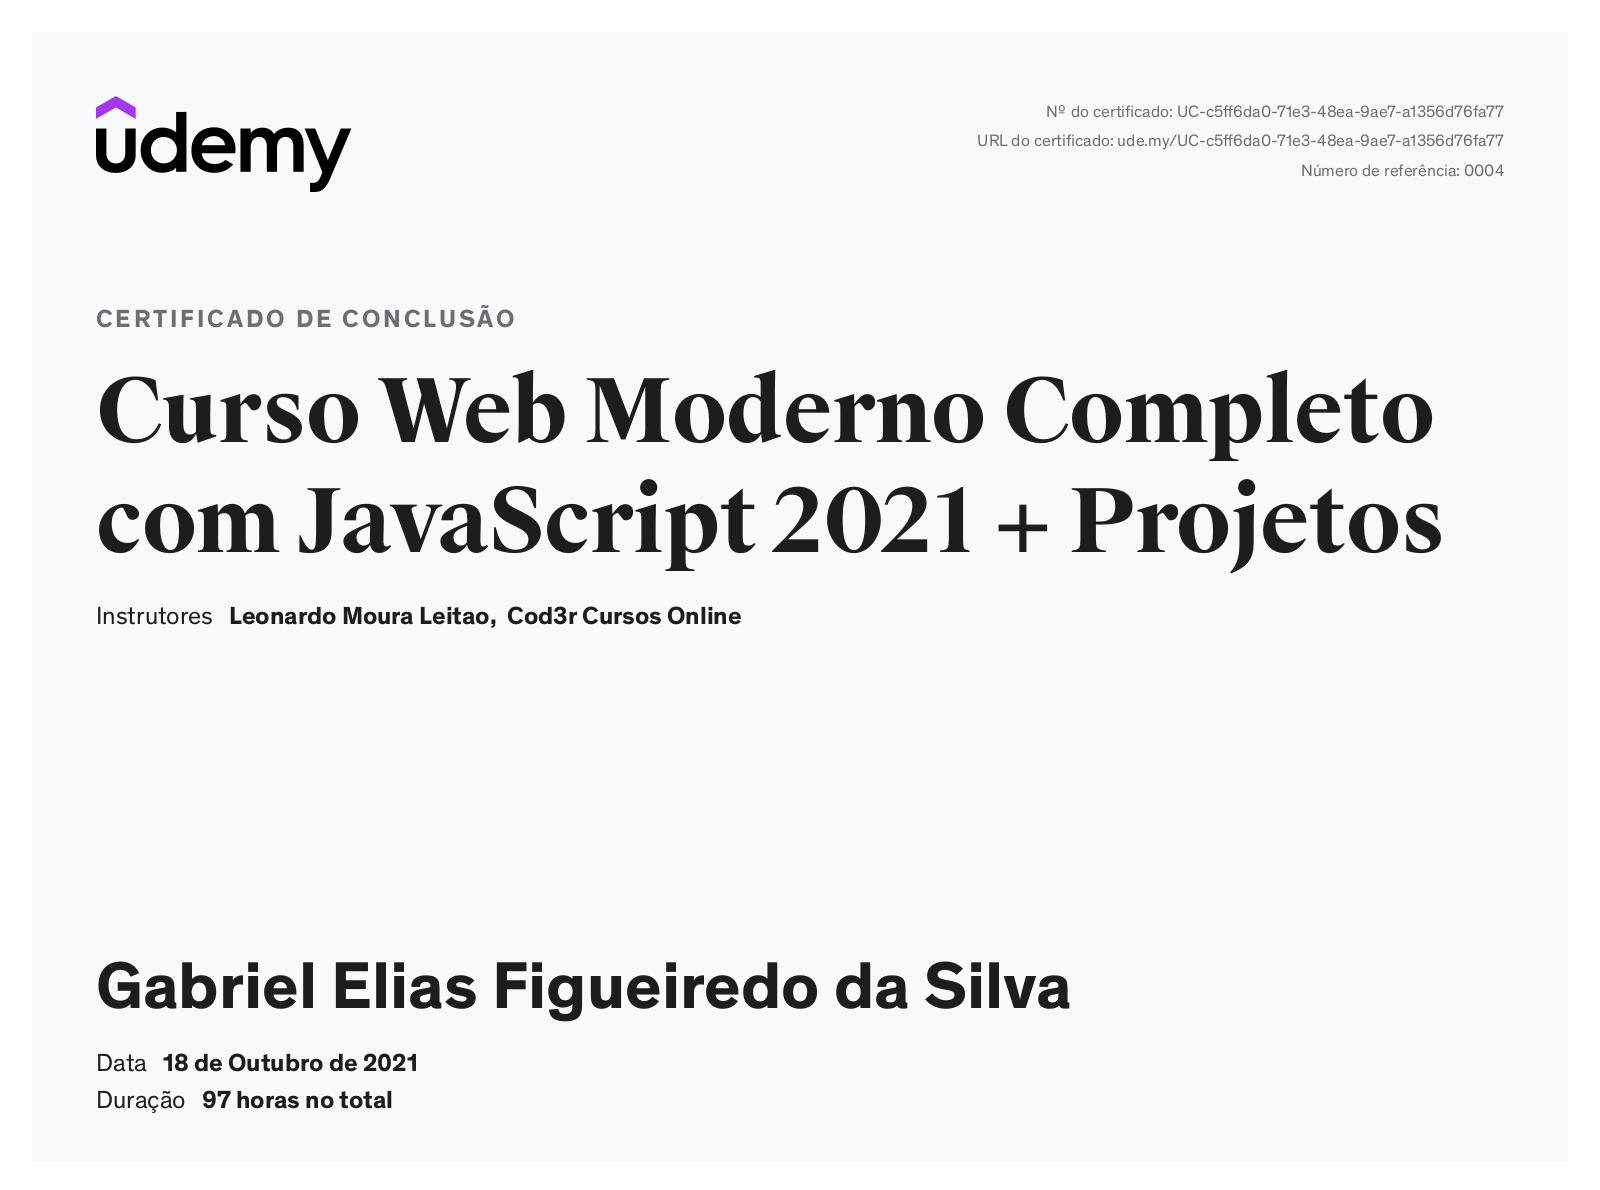 udemy
Nº do certificado: UC-c5ff6da0-71e3-48ea-9ae7-a1356d76fa77
URL do certificado: ude.my/UC-c5ff6da0-71e3-48ea-9ae7-a1356d76fa77
Número de referência: 0004
CERTIFICADO DE CONCLUSÃO
Curso Web Moderno Completo
com JavaScript 2021 + Projetos
Instrutores Leonardo Moura Leitao, Cod3r Cursos Online
Gabriel Elias Figueiredo da Silva
Data 18 de Outubro de 2021
Duração 97 horas no total